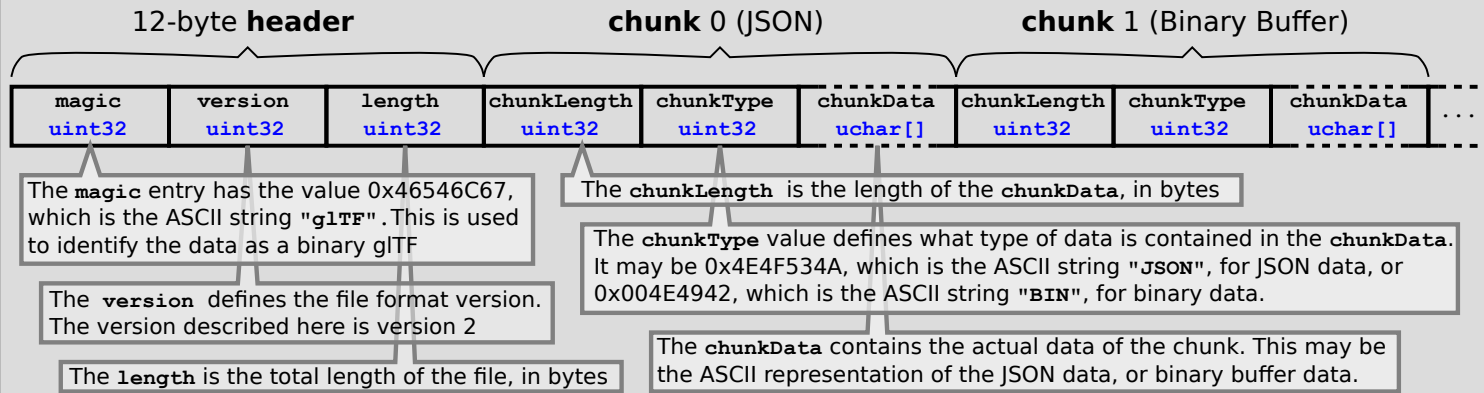 12-byte header
chunk 0 (JSON)
chunk 1 (Binary Buffer)
magic version length chunkLength chunkType chunkData chunkLength chunkType chunkData
uint32 uint32 uint32 uint32 uint32 uchar[] uint32 uint32 uchar[] ...
The magic entry has the value 0x46546C67,
which is the ASCII string "glTF". This is used
to identify the data as a binary glTF
The version defines the file format version.
The version described here is version 2
The length is the total length of the file, in bytes
The chunkLength is the length of the chunkData, in bytes
The chunkType value defines what type of data is contained in the chunkData.
It may be 0x4E4F534A, which is the ASCII string "JSON", for JSON data, or
0x004E4942, which is the ASCII string "BIN", for binary data.
The chunkData contains the actual data of the chunk. This may be
the ASCII representation of the JSON data, or binary buffer data.